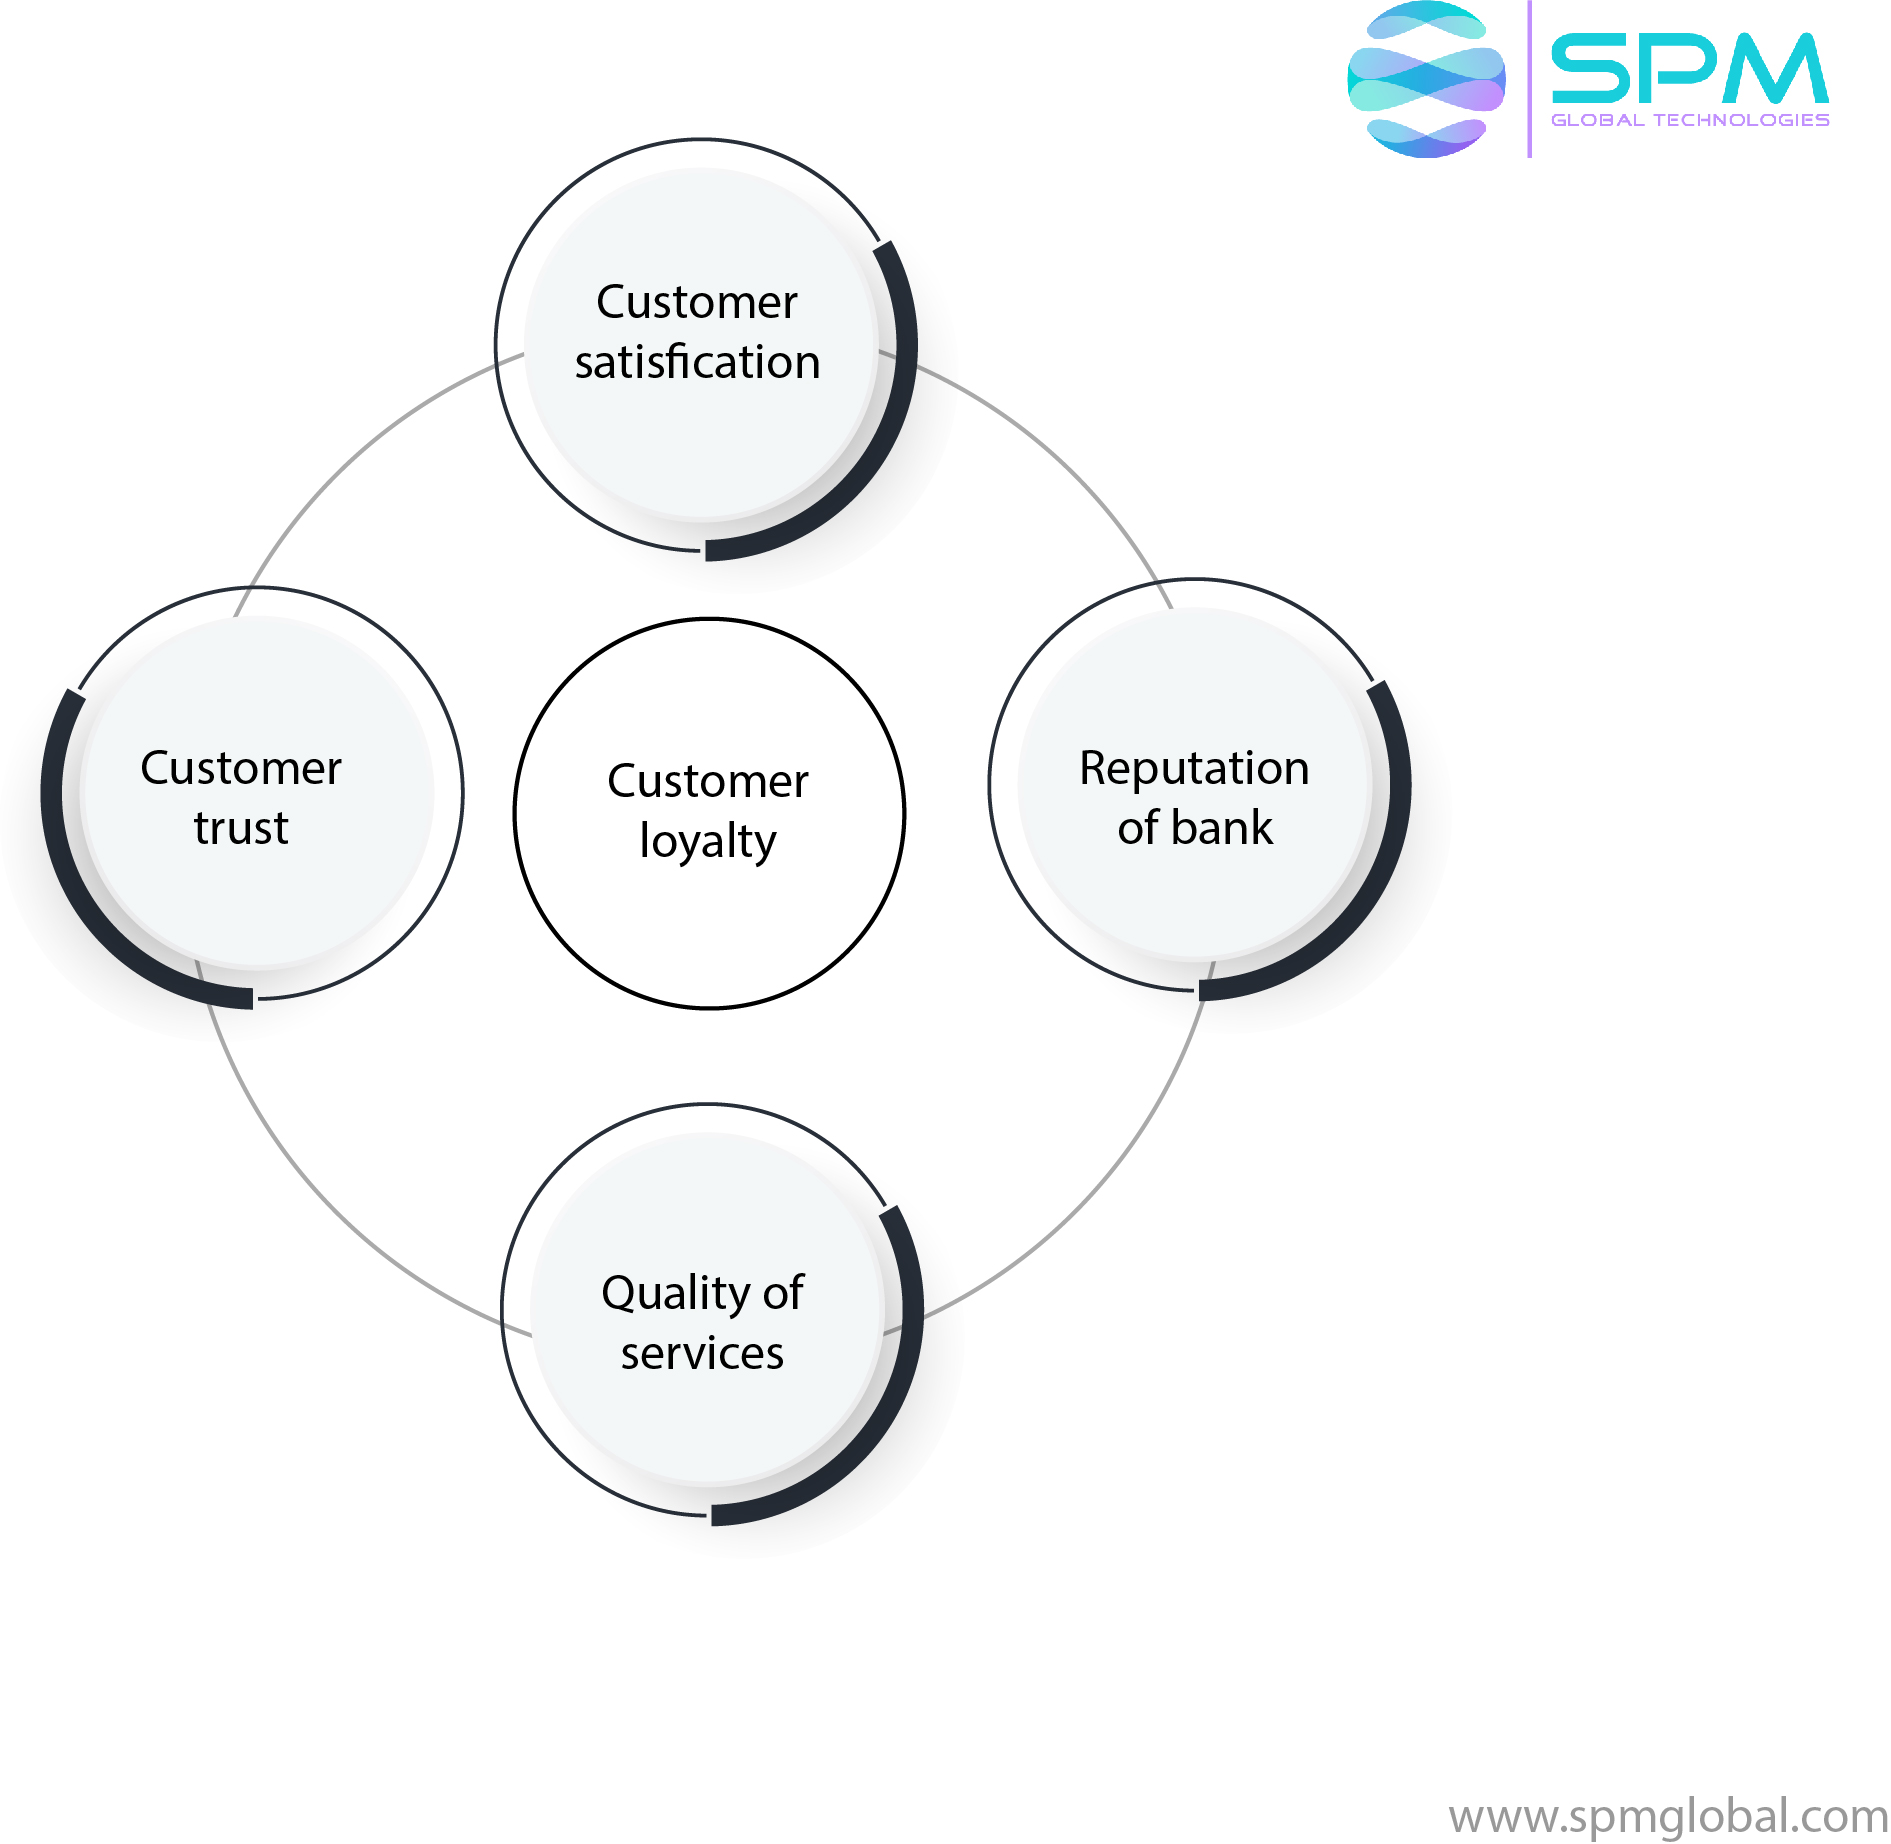 SPM
GLOBAL TECHNOLOGIES
Customer
satisfication
Customer
trust
Customer
loyalty
Reputation
of bank
Quality of
services
www.spmglobal.com